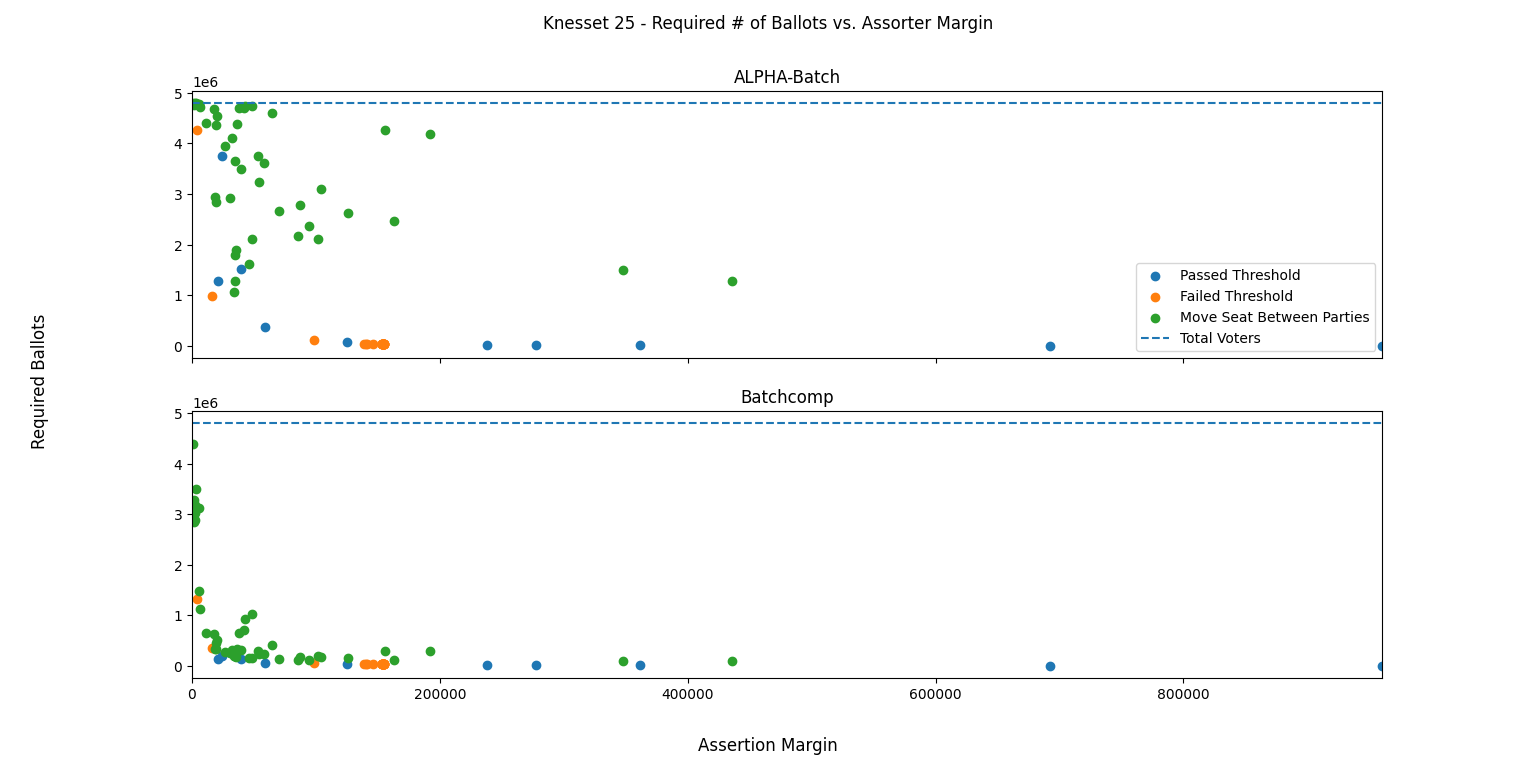 Knesset 25 - Required # of Ballots vs. Assorter Margin
ALPHA-Batch
1e6
5
4
3
2
1
0
Passed Threshold
Failed Threshold
Move Seat Between Parties
Total Voters
Required Ballots
Batchcomp
1e6
5
4
3
2
1
0
0 200000 400000 600000 800000
Assertion Margin